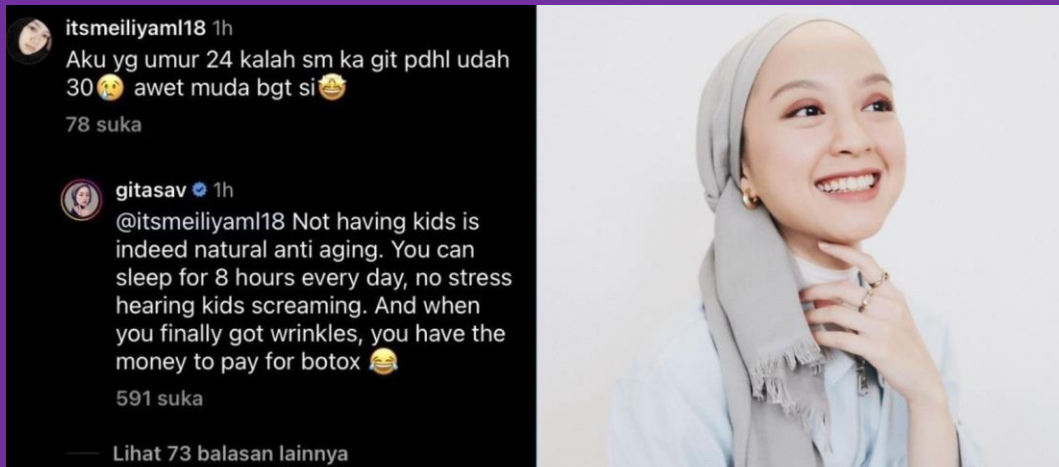 itsmeiliyaml18 1h
Aku yg umur 24 kalah sm ka git pdhl udah
30😢 awet muda bgt si🤩
78 suka
gitasav 1h
@itsmeiliyaml18 Not having kids is
indeed natural anti aging. You can
sleep for 8 hours every day, no stress
hearing kids screaming. And when
you finally got wrinkles, you have the
money to pay for botox 😂
591 suka
Lihat 73 balasan lainnya